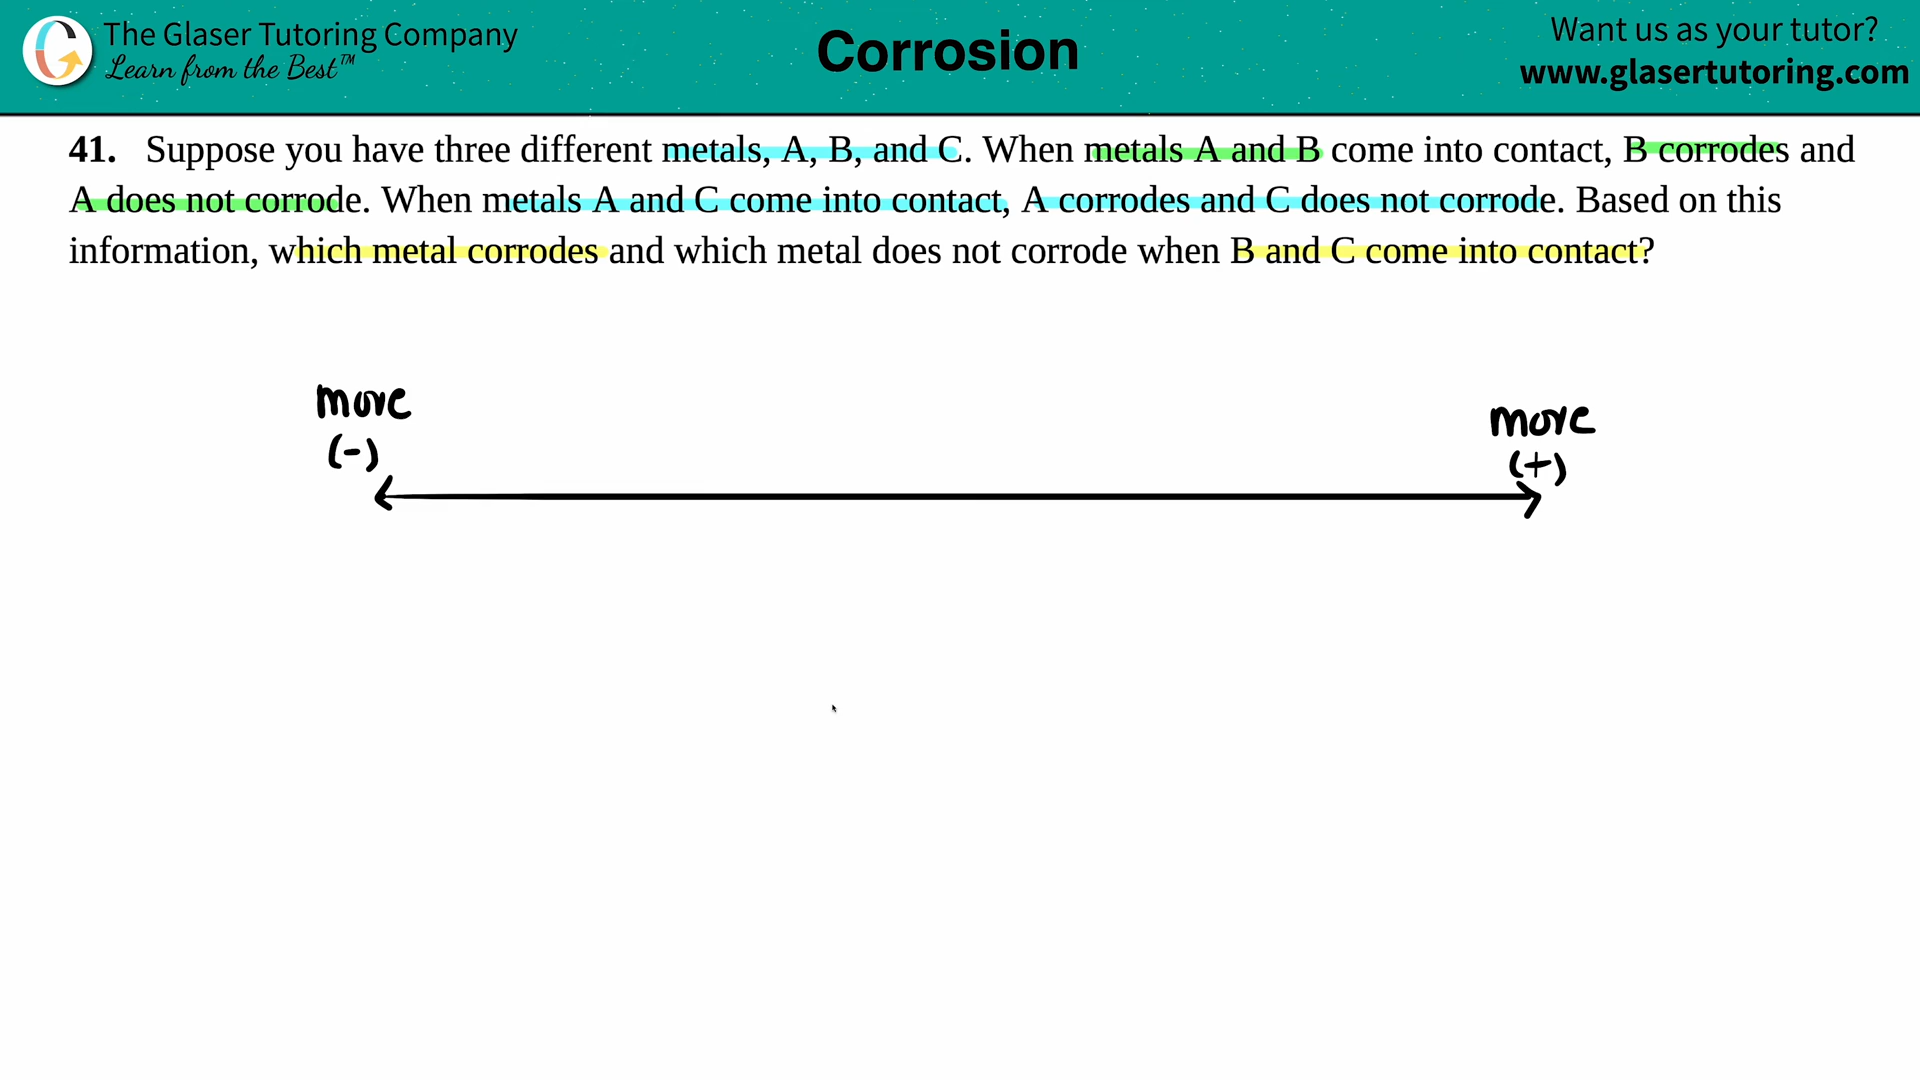 The Glaser Tutoring Company
Learn from the Best™
Corrosion
Want us as your tutor?
www.glasertutoring.com
41. Suppose you have three different metals, A, B, and C. When metals A and B come into contact, B corrodes and
A does not corrode. When metals A and C come into contact, A corrodes and C does not corrode. Based on this
information, which metal corrodes and which metal does not corrode when B and C come into contact?
more
(-)
more
(+)